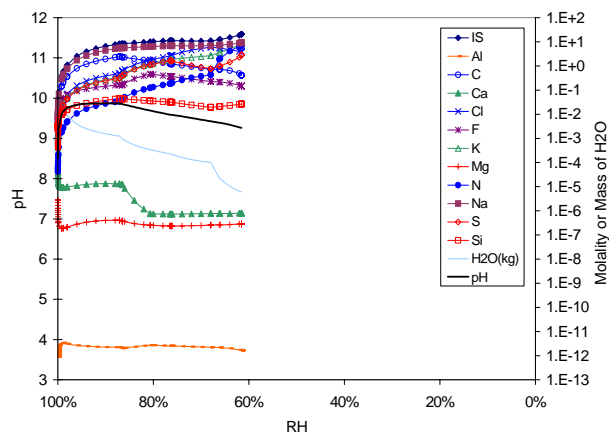 12
11
10
9
8
7
6
5
4
3
pH
100%
80%
60%
40%
20%
0%
RH
1.E+2
1.E+1
1.E+0
1.E-1
1.E-2
1.E-3
1.E-4
1.E-5
1.E-6
1.E-7
1.E-8
1.E-9
1.E-10
1.E-11
1.E-12
1.E-13
Molality or Mass of H2O
IS
Al
C
Ca
Cl
F
K
Mg
N
Na
S
Si
H2O(kg)
pH